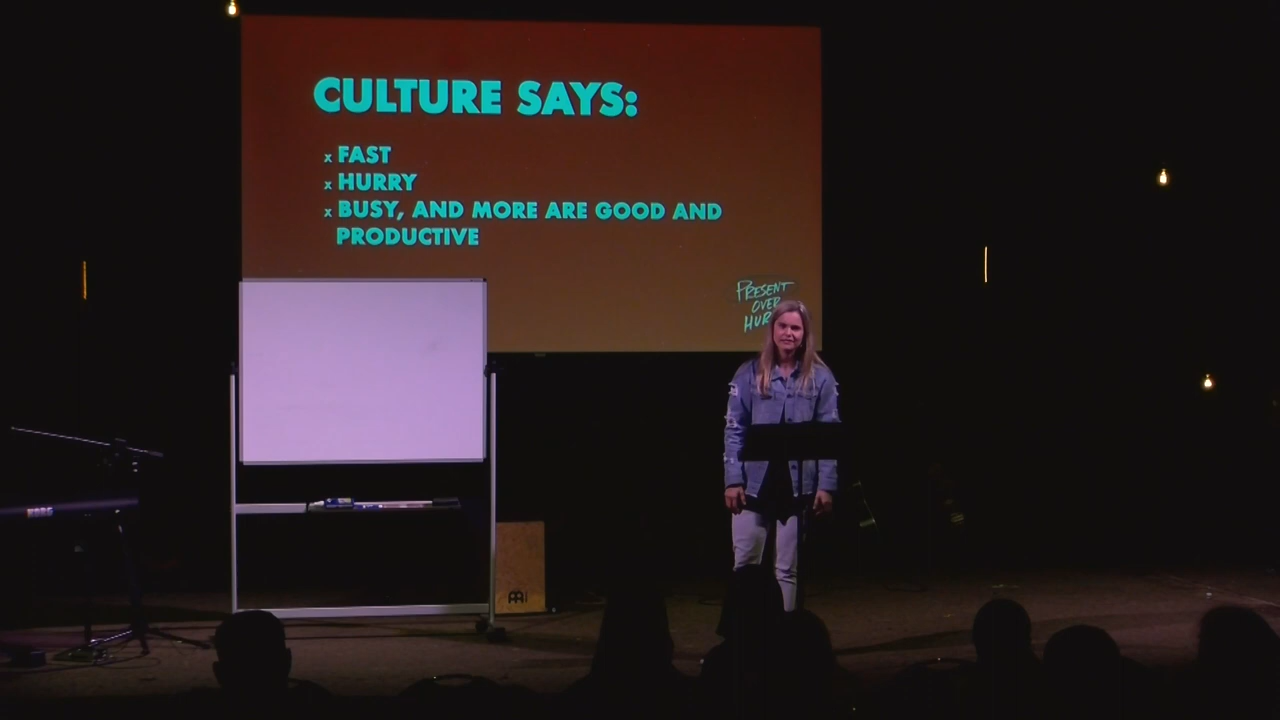 CULTURE SAYS:
x FAST
x HURRY
x BUSY, AND MORE ARE GOOD AND
PRODUCTIVE
PRESENT
OVER